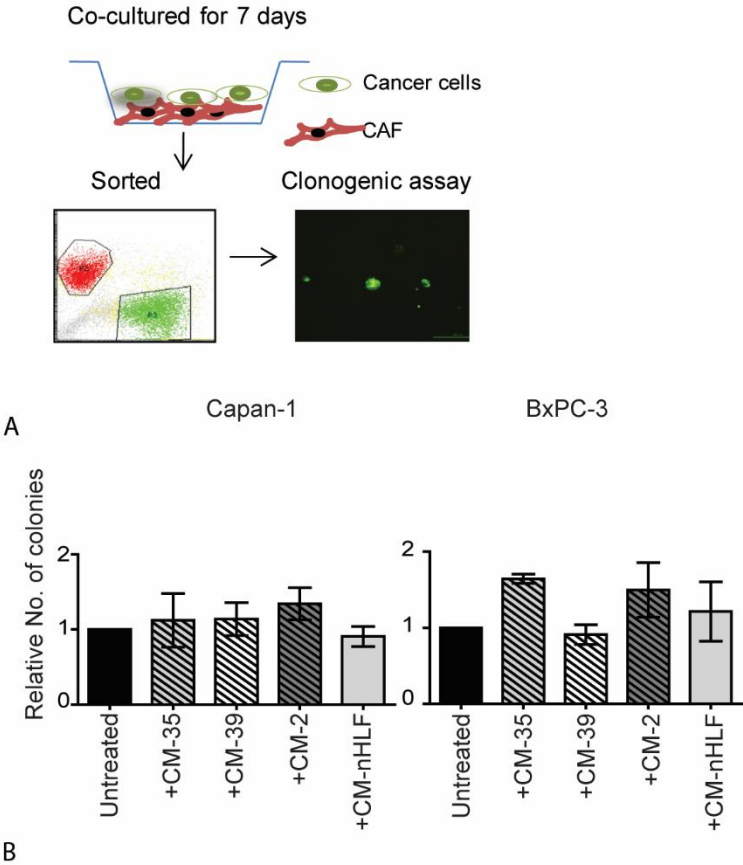 Co-cultured for 7 days
Cancer cells
CAF
Sorted
Clonogenic assay
A
Capan-1
BxPC-3
Relative No. of colonies
2
1
0
Untreated
+CM-35
+CM-39
+CM-2
+CM-nHLF
2
1
0
Untreated
+CM-35
+CM-39
+CM-2
+CM-nHLF
B